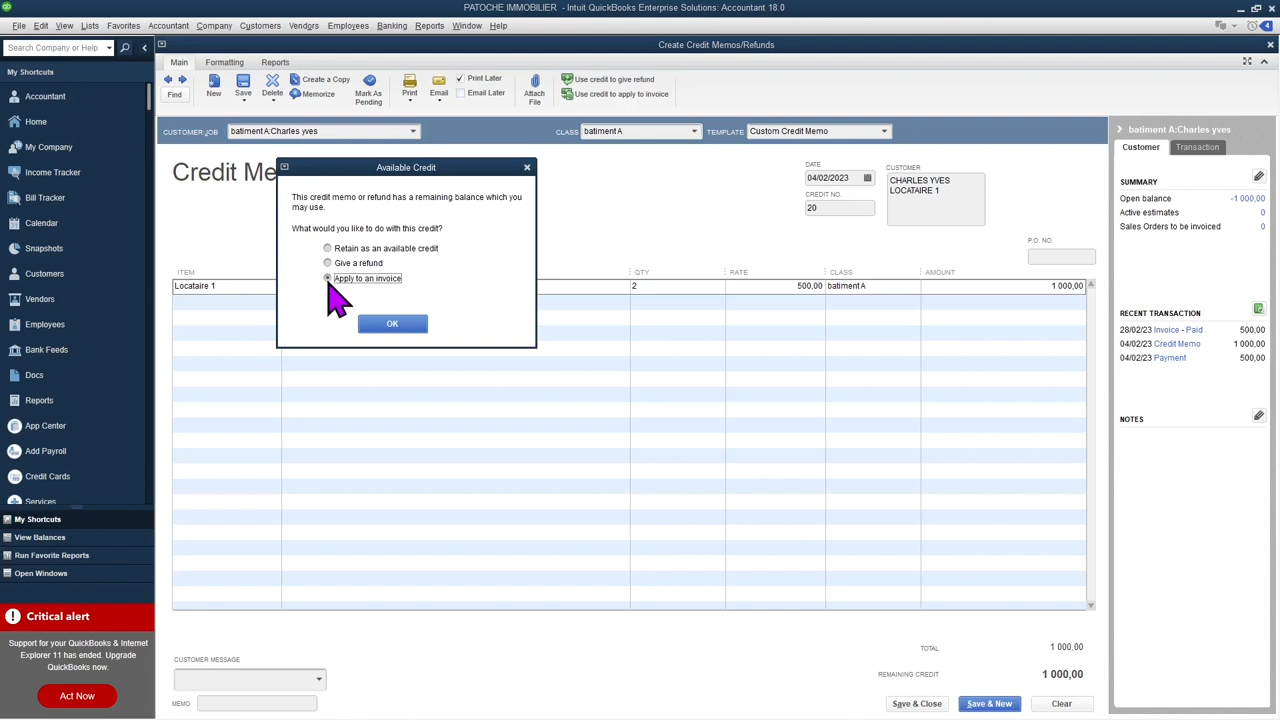 PATOCHE IMMOBILIER - Intuit QuickBooks Enterprise Solutions: Accountant 18.0
File Edit View Lists Favorites Accountant Company Customers Vendors Employees Banking Reports Window Help
4
Search Company or Help
Create Credit Memos/Refunds
My Shortcuts
Accountant
Home
My Company
Income Tracker
Bill Tracker
Calendar
Snapshots
Customers
Vendors
Employees
Bank Feeds
Docs
Reports
App Center
Add Payroll
Credit Cards
Services
My Shortcuts
View Balances
Run Favorite Reports
Open Windows
Critical alert
Support for your QuickBooks & Internet
Explorer 11 has ended. Upgrade
QuickBooks now.
Act Now
Main Formatting Reports
Find
New
Save
Delete
Create a Copy
Memorize
Mark As
Pending
Print
Email
Print Later
Email Later
Attach
File
Use credit to give refund
Use credit to apply to invoice
CUSTOMER:JOB batiment A:Charles yves CLASS batiment A TEMPLATE Custom Credit Memo
Credit Me
DATE
04/02/2023
CREDIT NO.
20
CUSTOMER
CHARLES YVES
LOCATAIRE 1
P.O. NO.
Available Credit
This credit memo or refund has a remaining balance which you
may use.
What would you like to do with this credit?
Retain as an available credit
Give a refund
Apply to an invoice
OK
ITEM QTY RATE CLASS AMOUNT
Locataire 1 2 500,00 batiment A 1 000,00
TOTAL 1 000,00
REMAINING CREDIT 1 000,00
CUSTOMER MESSAGE
MEMO
Save & Close Save & New Clear
batiment A:Charles yves
Customer Transaction
SUMMARY
Open balance -1 000,00
Active estimates 0
Sales Orders to be invoiced 0
RECENT TRANSACTION
28/02/23 Invoice - Paid 500,00
04/02/23 Credit Memo 1 000,00
04/02/23 Payment 500,00
NOTES